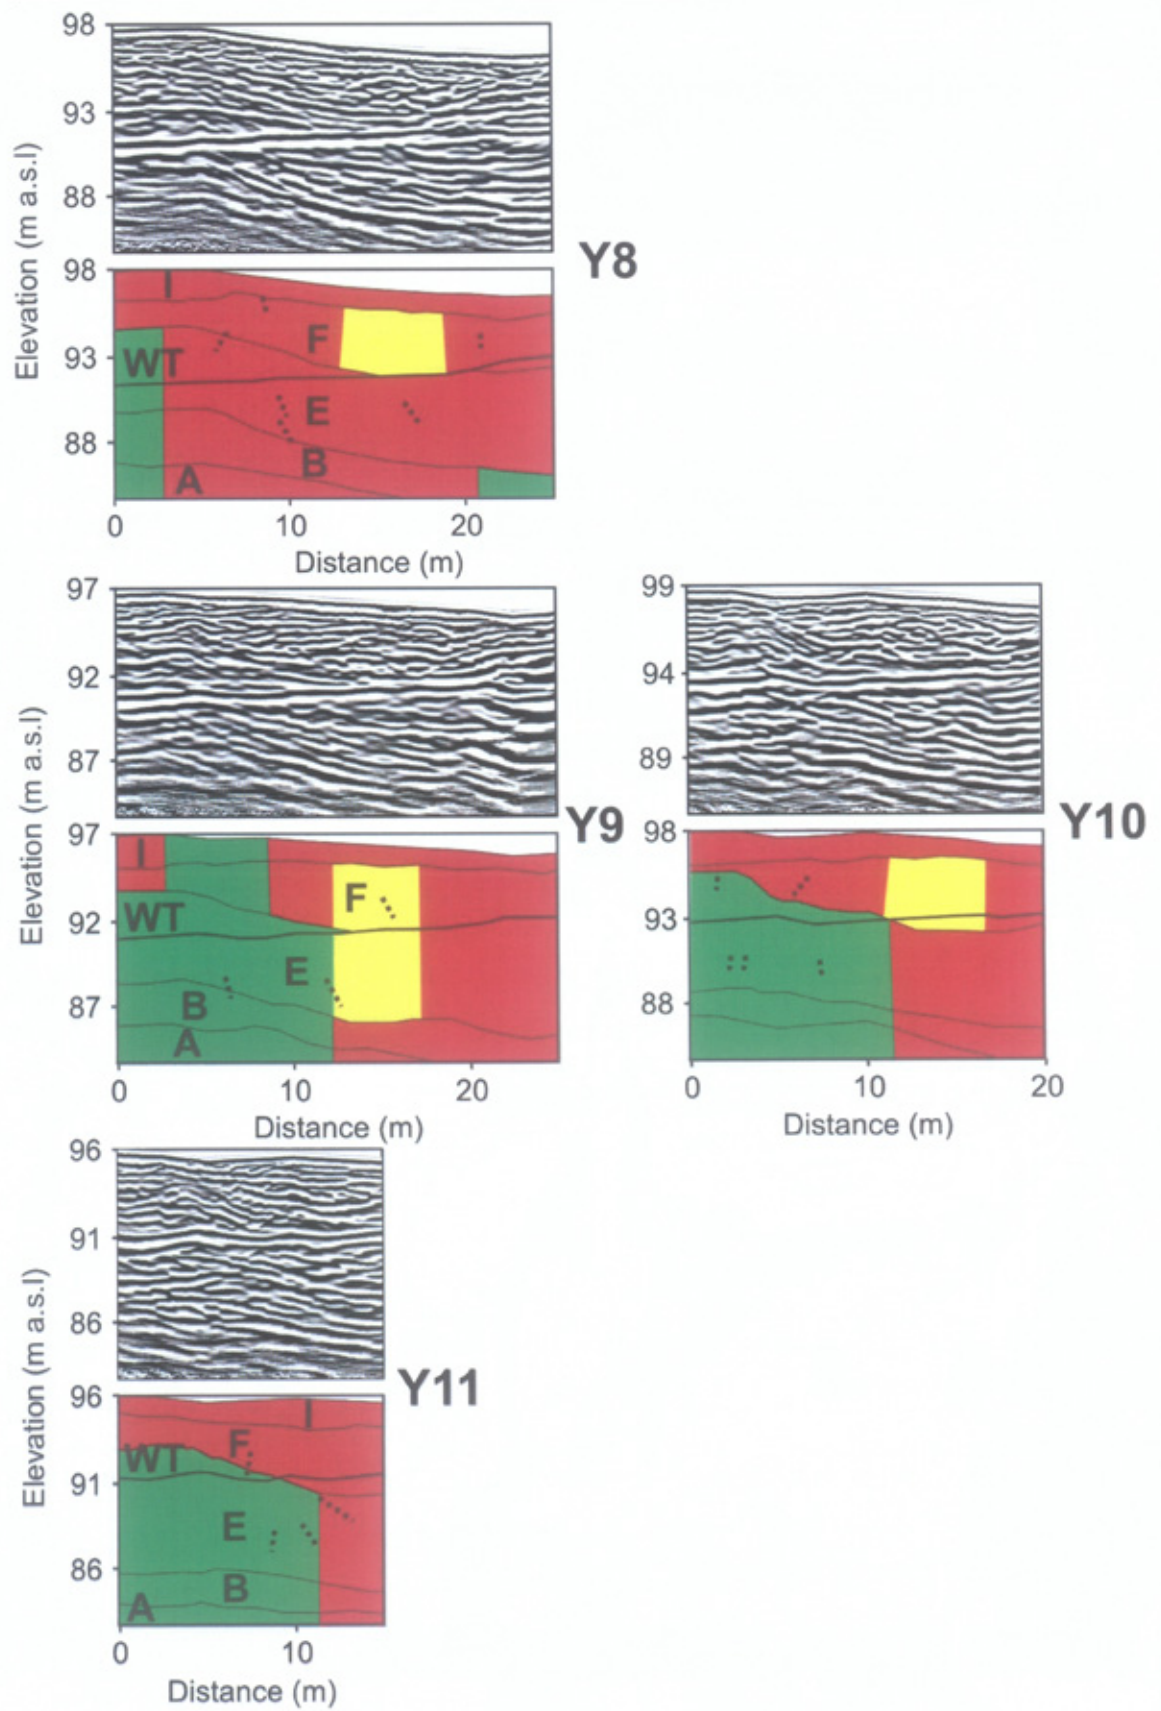 98
93
88
Elevation (m a.s.l)
Y8
98
I
F
93
WT
E
88
B
A
0 10 20
Distance (m)
97
92
87
Elevation (m a.s.l)
Y9
97
I
F
WT
92
E
87
B
A
0 10 20
Distance (m)
99
94
89
Y10
98
93
88
0 10 20
Distance (m)
96
91
86
Elevation (m a.s.l)
Y11
96
I
F
WT
91
E
86
B
A
0 10
Distance (m)